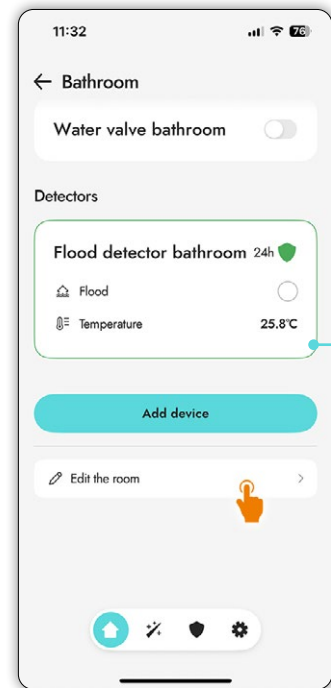 11:32
76
Bathroom
Water valve bathroom
Detectors
Flood detector bathroom 24h
Flood
Temperature 25.8°C
Add device
Edit the room